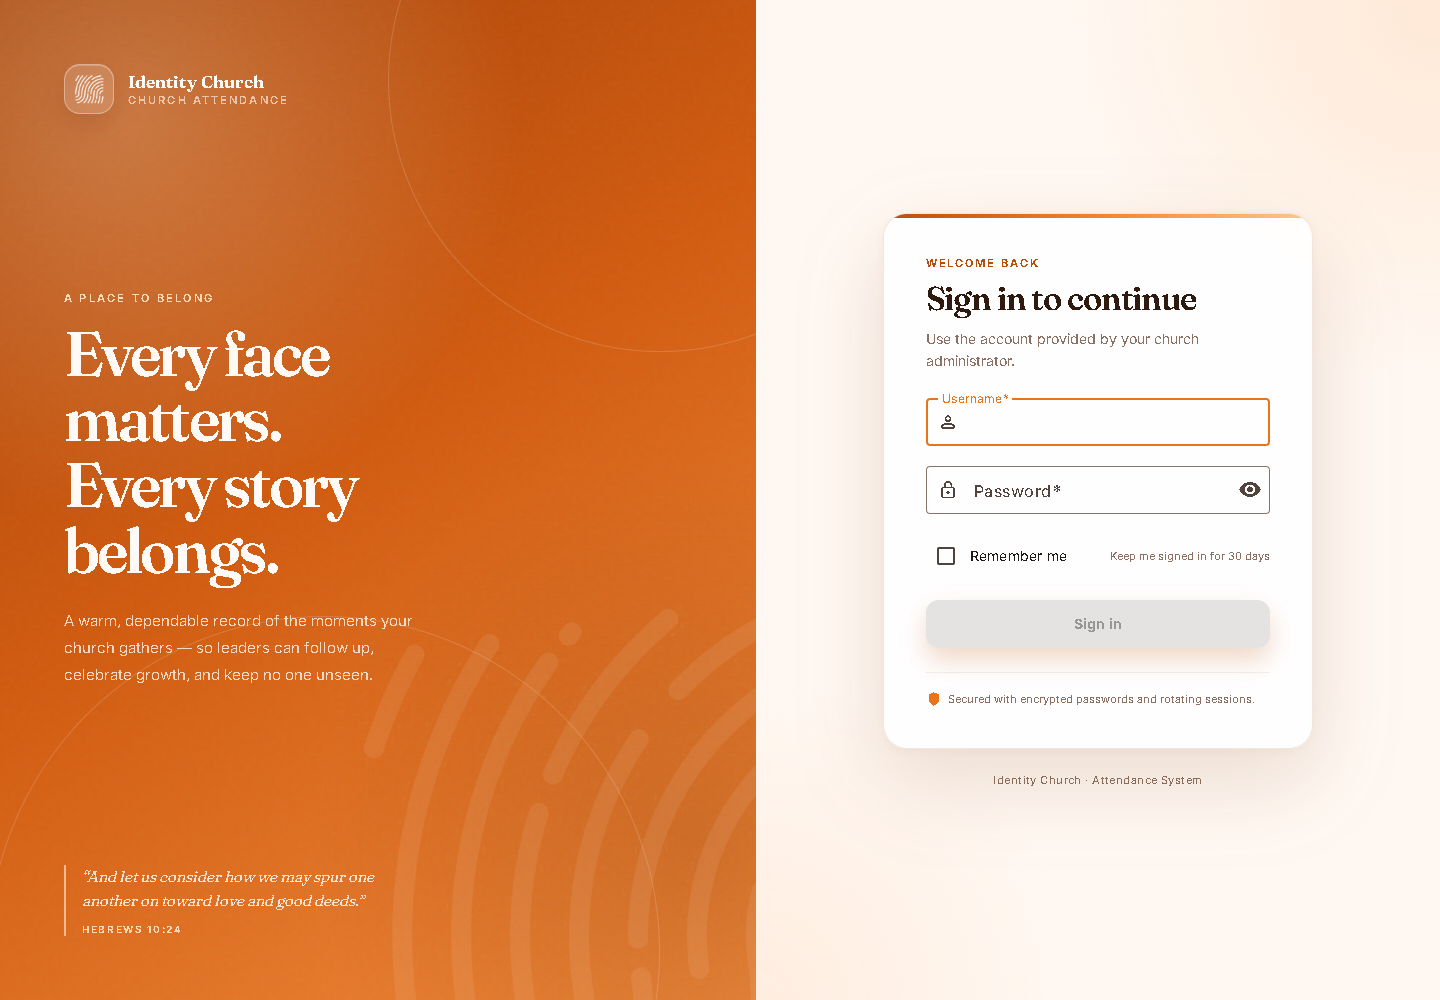 Identity Church
CHURCH ATTENDANCE
A PLACE TO BELONG
Every face
matters.
Every story
belongs.
A warm, dependable record of the moments your
church gathers — so leaders can follow up,
celebrate growth, and keep no one unseen.
“And let us consider how we may spur one
another on toward love and good deeds.”
HEBREWS 10:24
WELCOME BACK
Sign in to continue
Use the account provided by your church
administrator.
Username*
Password*
Remember me
Keep me signed in for 30 days
Sign in
Secured with encrypted passwords and rotating sessions.
Identity Church · Attendance System